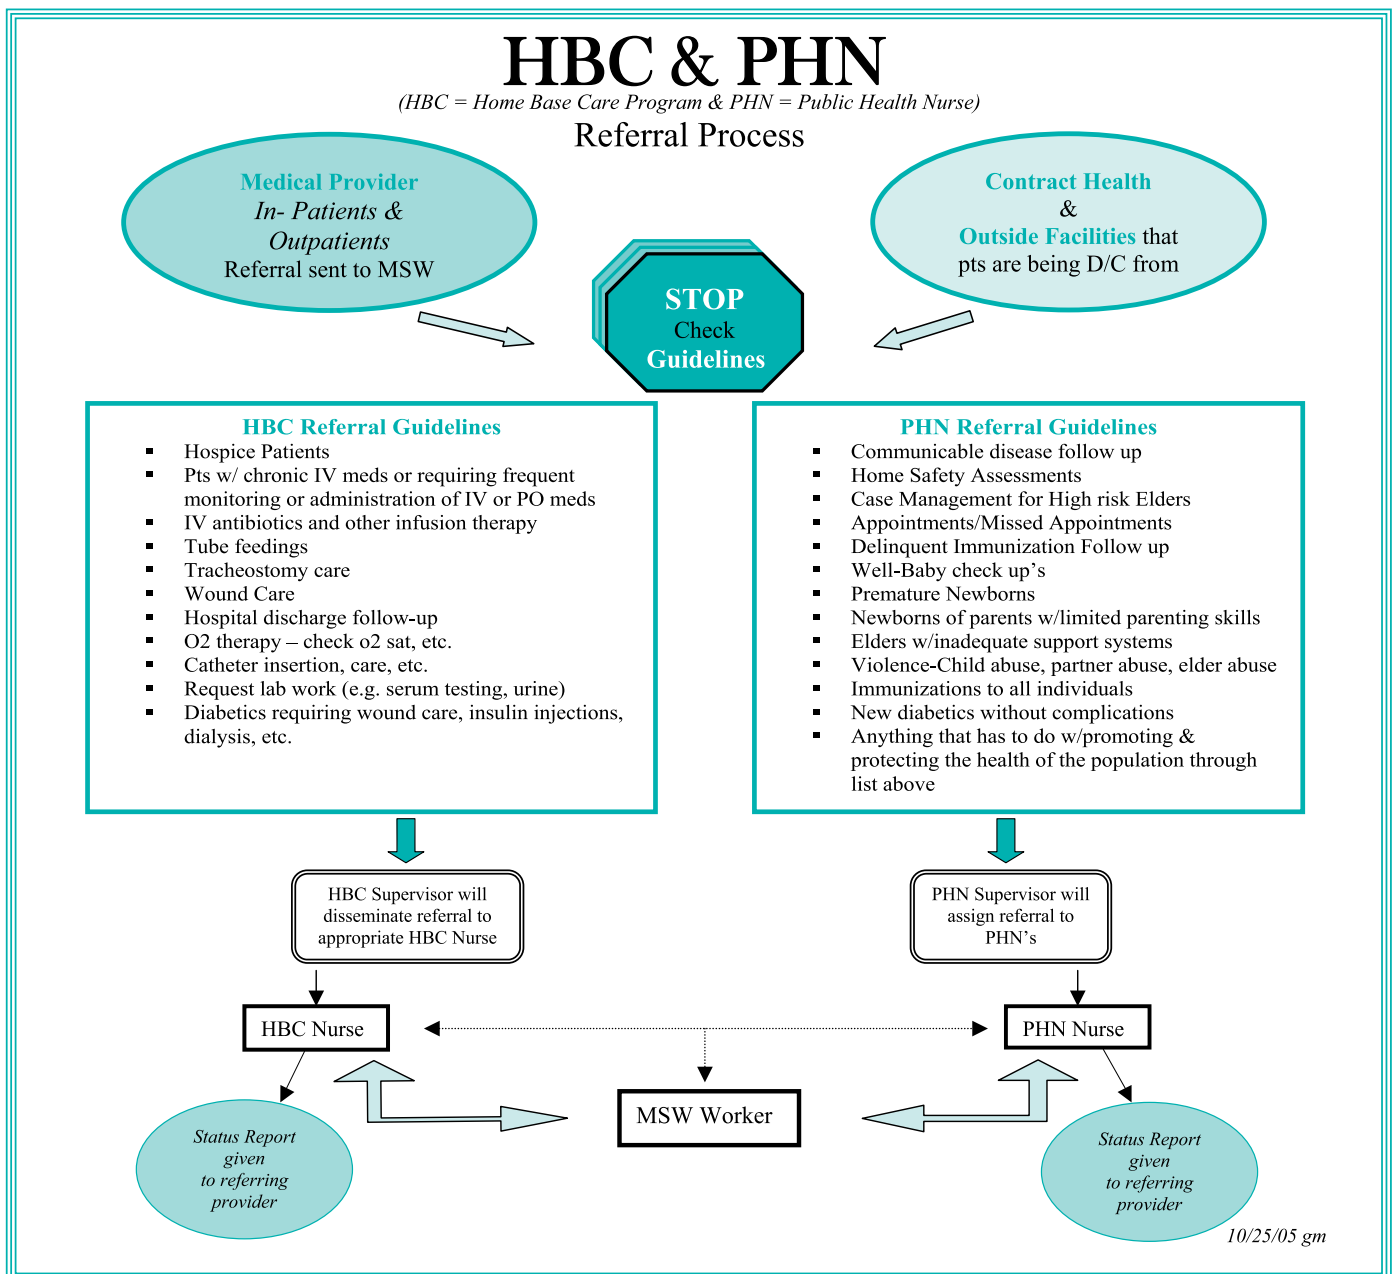 HBC & PHN
(HBC = Home Base Care Program & PHN = Public Health Nurse)
Referral Process
Medical Provider
In- Patients &
Outpatients
Referral sent to MSW
Contract Health
&
Outside Facilities that
pts are being D/C from
STOP
Check
Guidelines
HBC Referral Guidelines
▪ Hospice Patients
▪ Pts w/ chronic IV meds or requiring frequent
monitoring or administration of IV or PO meds
▪ IV antibiotics and other infusion therapy
▪ Tube feedings
▪ Tracheostomy care
▪ Wound Care
▪ Hospital discharge follow-up
▪ O2 therapy – check o2 sat, etc.
▪ Catheter insertion, care, etc.
▪ Request lab work (e.g. serum testing, urine)
▪ Diabetics requiring wound care, insulin injections,
dialysis, etc.
PHN Referral Guidelines
▪ Communicable disease follow up
▪ Home Safety Assessments
▪ Case Management for High risk Elders
▪ Appointments/Missed Appointments
▪ Delinquent Immunization Follow up
▪ Well-Baby check up's
▪ Premature Newborns
▪ Newborns of parents w/limited parenting skills
▪ Elders w/inadequate support systems
▪ Violence-Child abuse, partner abuse, elder abuse
▪ Immunizations to all individuals
▪ New diabetics without complications
▪ Anything that has to do w/promoting &
protecting the health of the population through
list above
HBC Supervisor will
disseminate referral to
appropriate HBC Nurse
PHN Supervisor will
assign referral to
PHN's
HBC Nurse
PHN Nurse
MSW Worker
Status Report
given
to referring
provider
Status Report
given
to referring
provider
10/25/05 gm